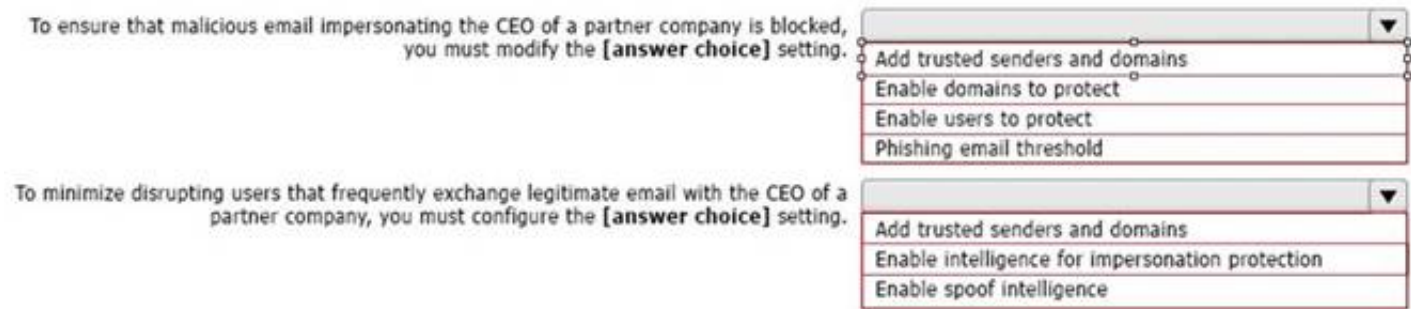 To ensure that malicious email impersonating the CEO of a partner company is blocked,
you must modify the [answer choice] setting.
Add trusted senders and domains
Enable domains to protect
Enable users to protect
Phishing email threshold
To minimize disrupting users that frequently exchange legitimate email with the CEO of a
partner company, you must configure the [answer choice] setting.
Add trusted senders and domains
Enable intelligence for impersonation protection
Enable spoof intelligence